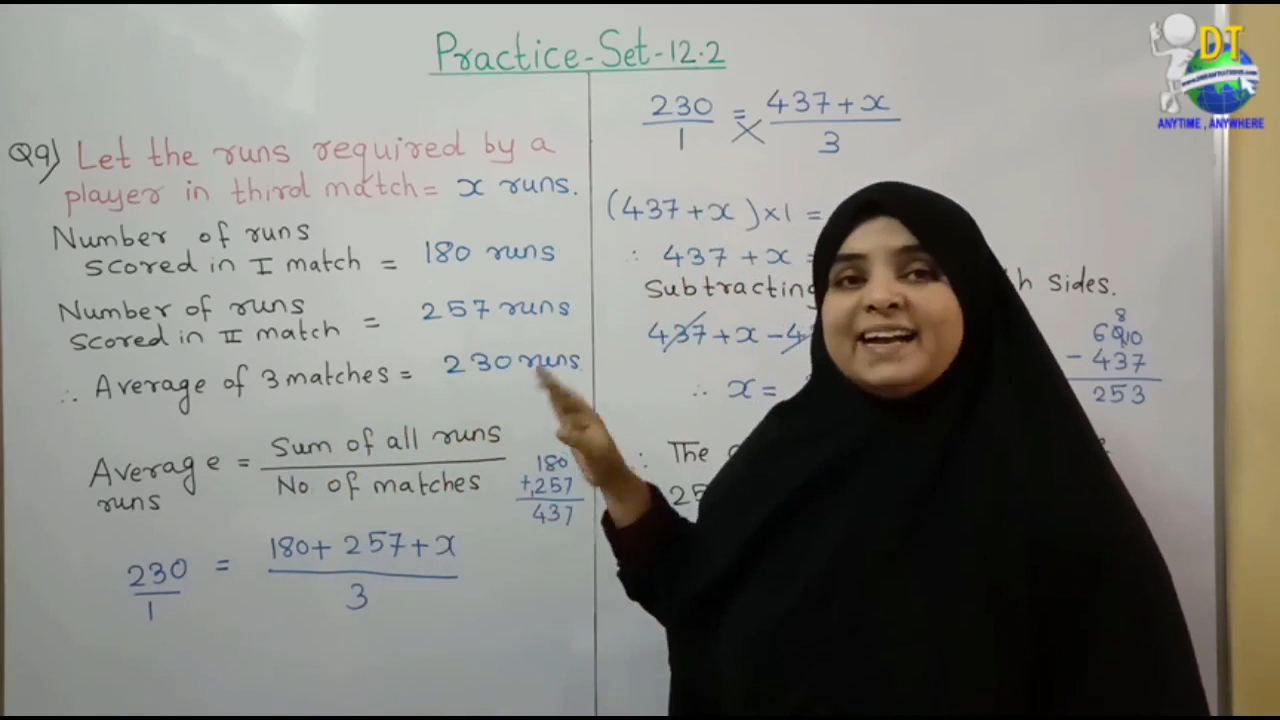 Practice-Set-12.2
Q9) Let the runs required by a
player in third match = x runs.
Number of runs
scored in I match = 180 runs
Number of runs
scored in II match = 257 runs
∴ Average of 3 matches = 230 runs.
Average runs = Sum of all runs / No of matches
180
+257
437
230/1 = 180+257+x / 3
230/1 = 437+x / 3
(437+x)×1 =
∴ 437+x =
Subtracting
sides.
437+x-4
8
6910
-437
253
∴ x =
∴ The
25
DT
ANYTIME, ANYWHERE